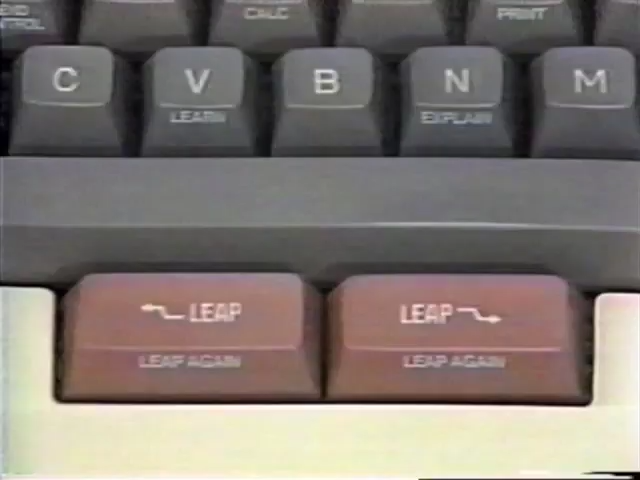 CALC
PRINT
C V B N M
LEARN EXPLAIN
LEAP LEAP
LEAP AGAIN LEAP AGAIN